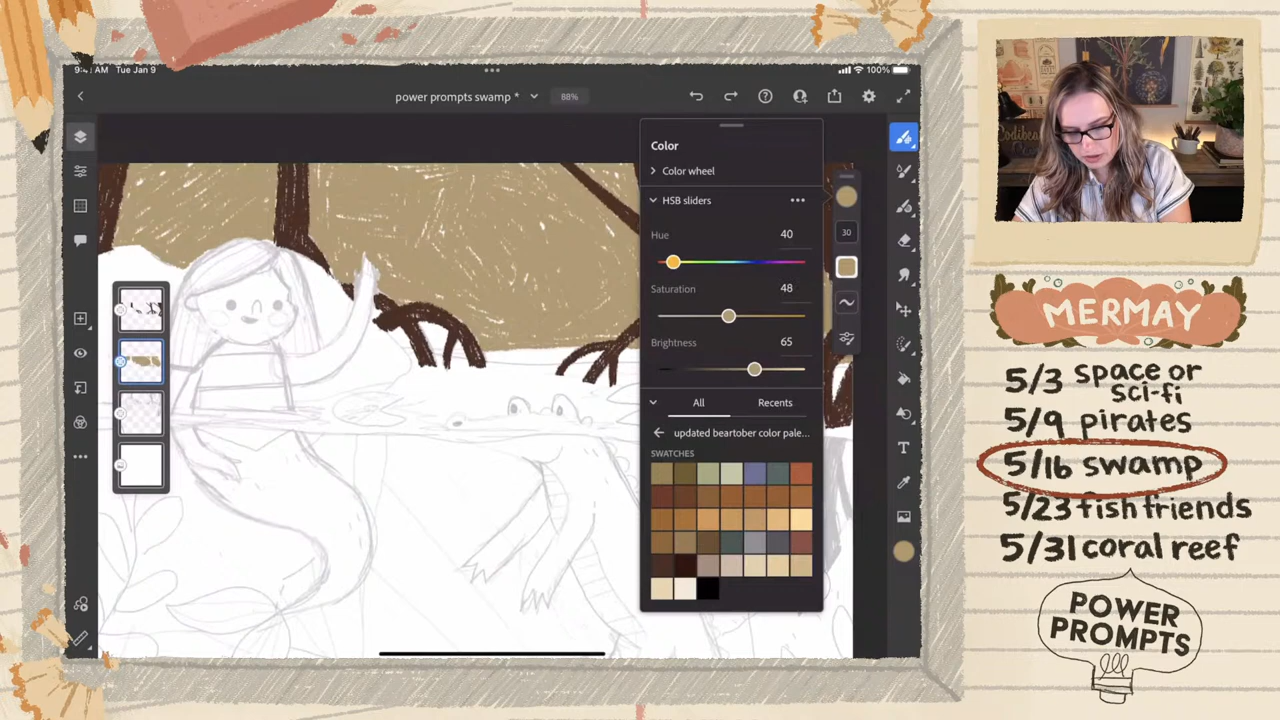 AM Tue Jan 9
100%
power prompts swamp *
88%
Color
Color wheel
HSB sliders
Hue 40
30
Saturation 48
Brightness 65
All Recents
updated beartober color pale...
SWATCHES
T
MERMAY
5/3 space or
sci-fi
5/9 pirates
5/16 swamp
5/23 fish friends
5/31 coral reef
POWER
PROMPTS